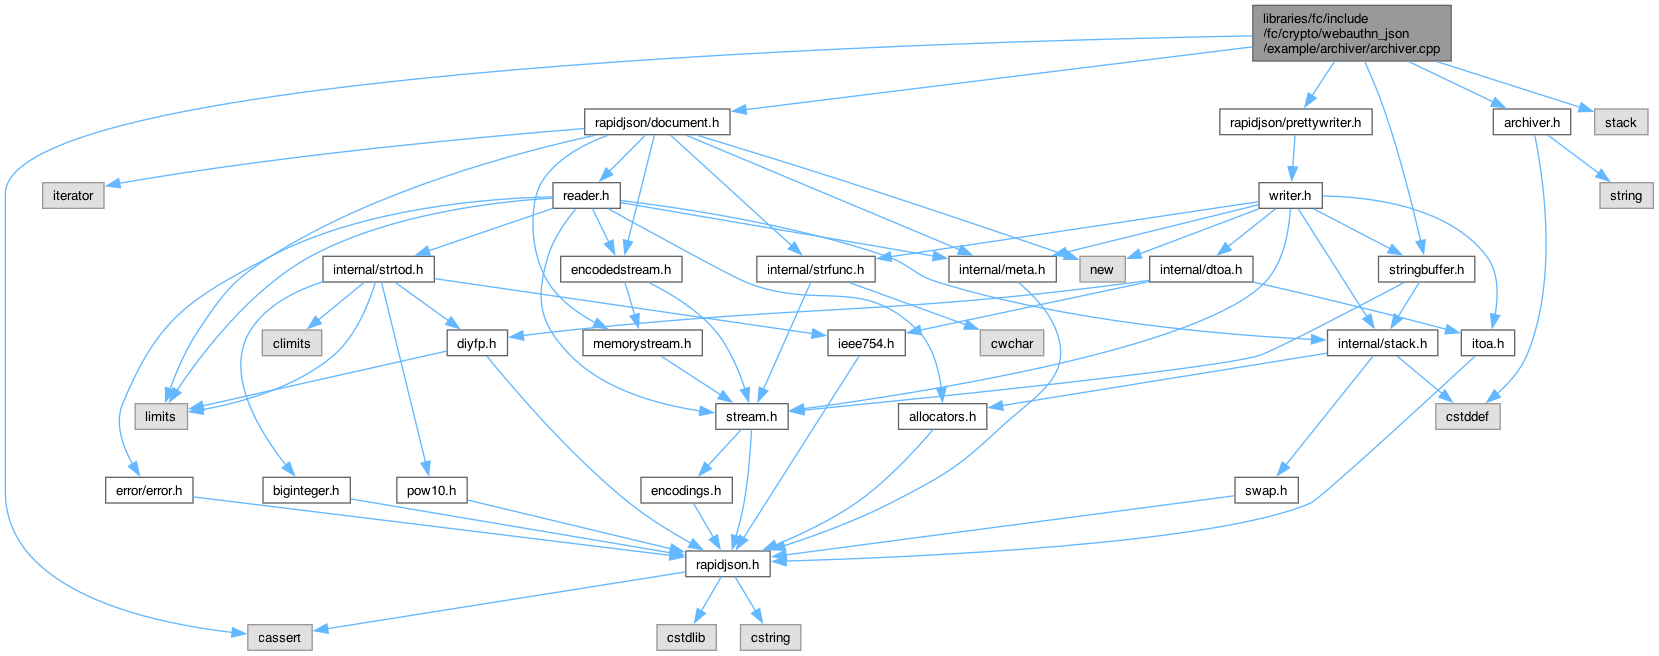 libraries/fc/include
/fc/crypto/webauthn_json
/example/archiver/archiver.cpp
rapidjson/document.h
rapidjson/prettywriter.h
archiver.h
stack
iterator
reader.h
writer.h
string
internal/strtod.h
encodedstream.h
internal/strfunc.h
internal/meta.h
new
internal/dtoa.h
stringbuffer.h
climits
diyfp.h
memorystream.h
ieee754.h
cwchar
internal/stack.h
itoa.h
limits
stream.h
allocators.h
cstddef
error/error.h
biginteger.h
pow10.h
encodings.h
swap.h
rapidjson.h
cassert
cstdlib
cstring